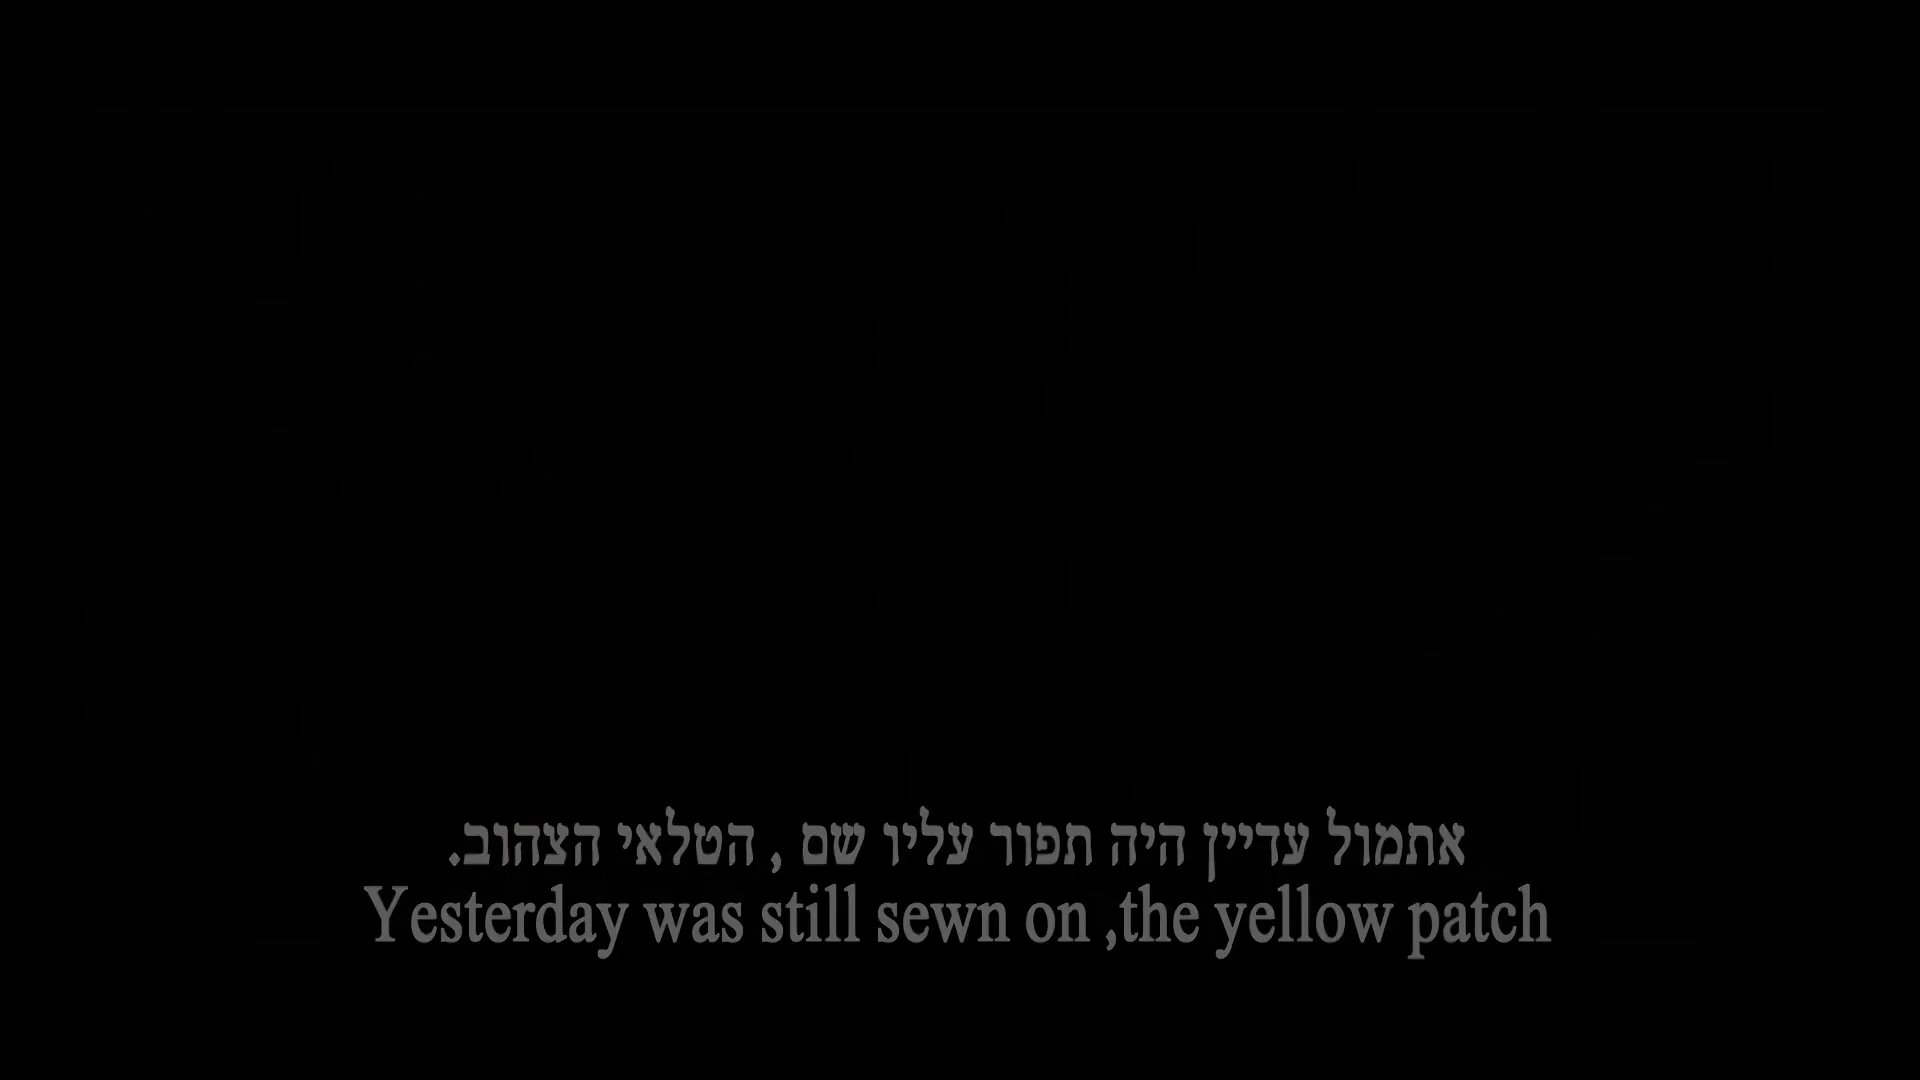 אתמול עדיין היה תפור עליו שם , הטלאי הצהוב.
Yesterday was still sewn on ,the yellow patch